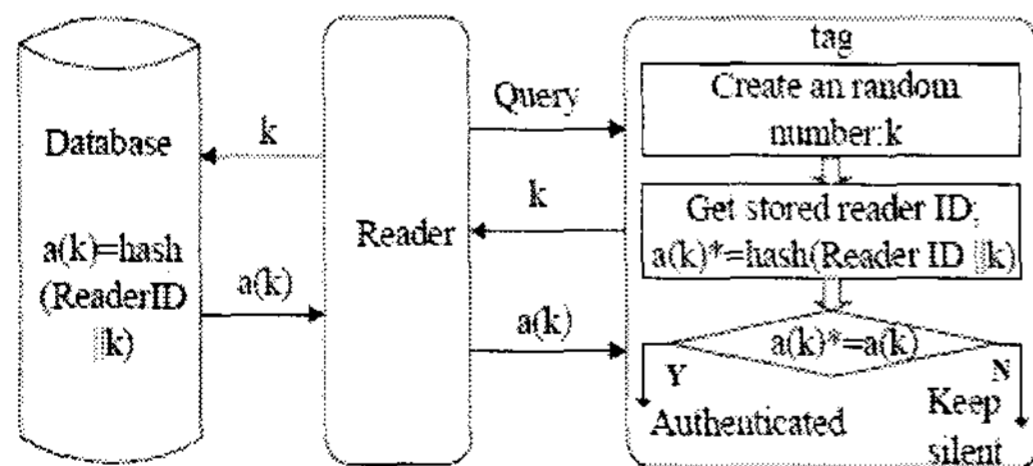 Database
a(k)=hash
(ReaderID
||k)
k
a(k)
Reader
Query
k
a(k)
tag
Create an random
number:k
Get stored reader ID;
a(k)*=hash(Reader ID ||k)
a(k)*=a(k)
Y
N
Authenticated
Keep
silent